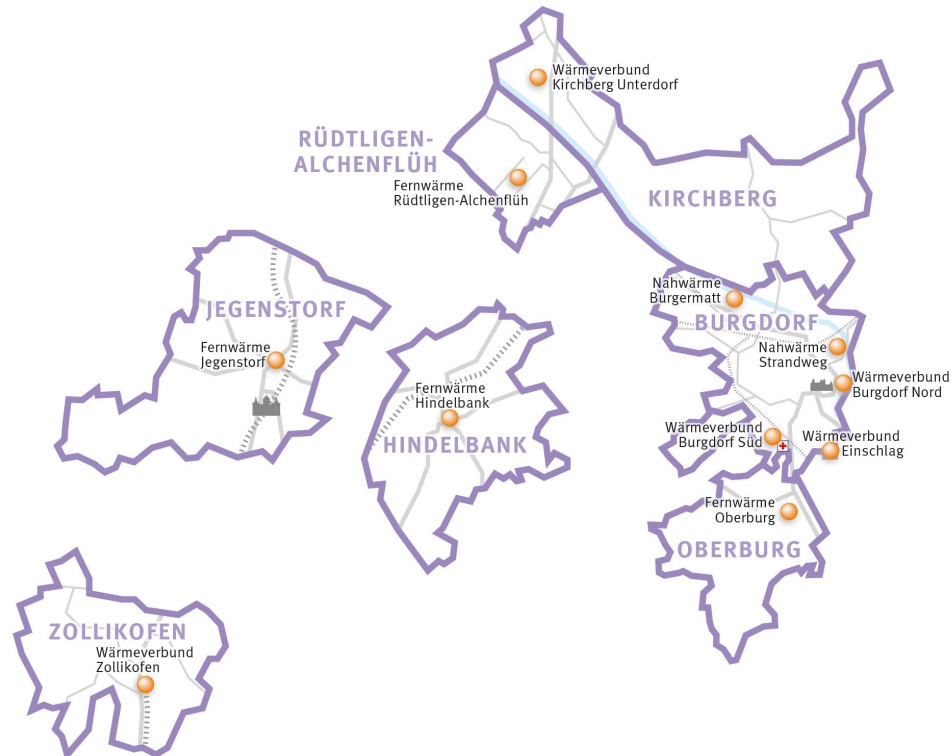 Wärmeverbund
Kirchberg Unterdorf
RÜDTLIGEN-
ALCHENFLÜH
Fernwärme
Rüdtligen-Alchenflüh
KIRCHBERG
JEGENSTORF
Fernwärme
Jegenstorf
Nahwärme
Burgermatt
BURGDORF
Nahwärme
Strandweg
Wärmeverbund
Burgdorf Nord
Fernwärme
Hindelbank
HINDELBANK
Wärmeverbund
Burgdorf Süd
Wärmeverbund
Einschlag
Fernwärme
Oberburg
OBERBURG
ZOLLIKOFEN
Wärmeverbund
Zollikofen